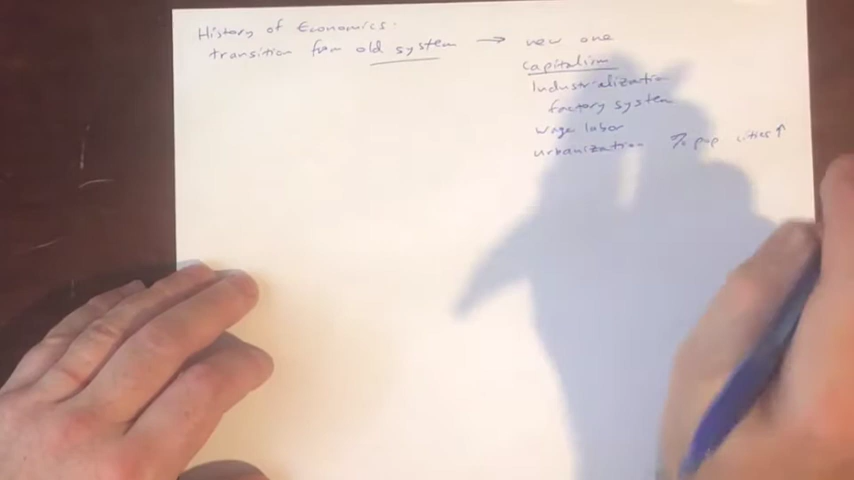 History of Economics:
transition from old system → new one
capitalism
Industrialization
factory system
wage labor
urbanization % pop cities ↑